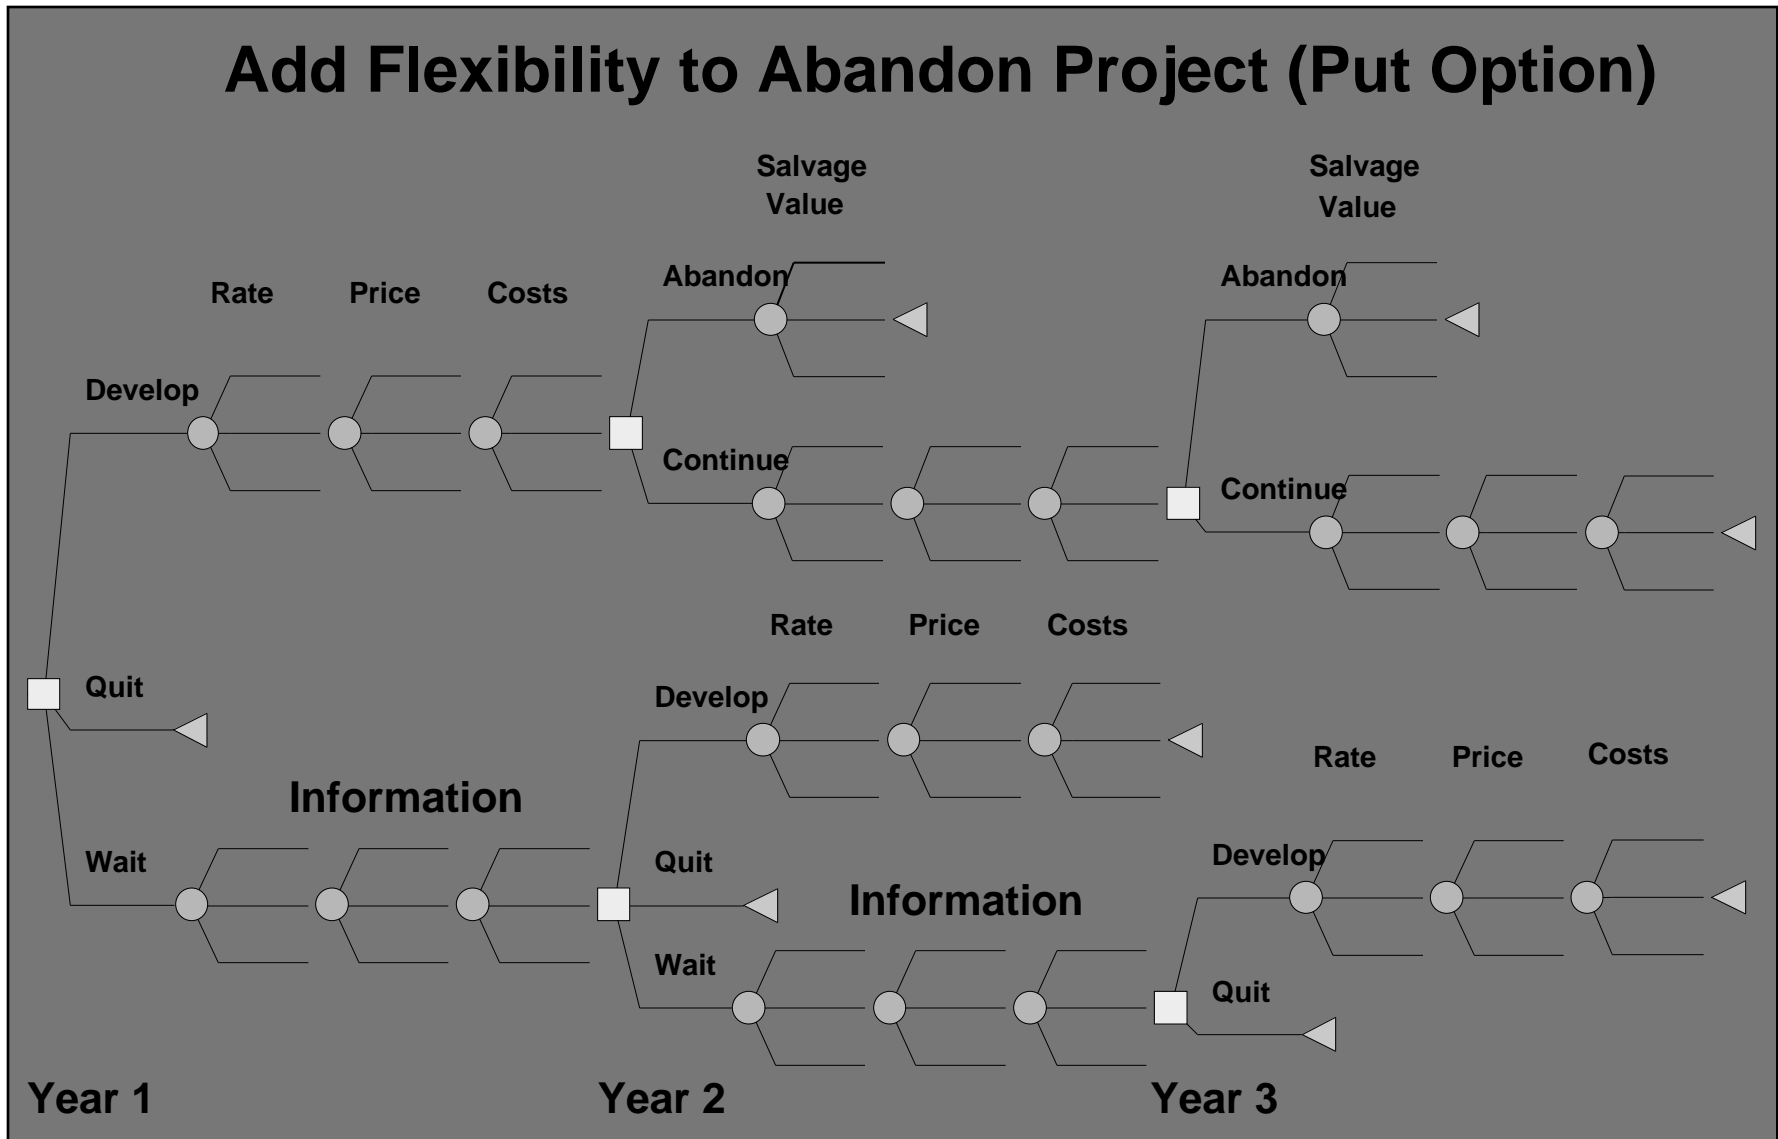 Add Flexibility to Abandon Project (Put Option)
Salvage
Value
Salvage
Value
Abandon
Abandon
Rate Price Costs
Develop
Continue
Continue
Rate Price Costs
Quit
Develop
Rate Price Costs
Information
Wait
Quit
Develop
Information
Wait
Quit
Year 1 Year 2 Year 3